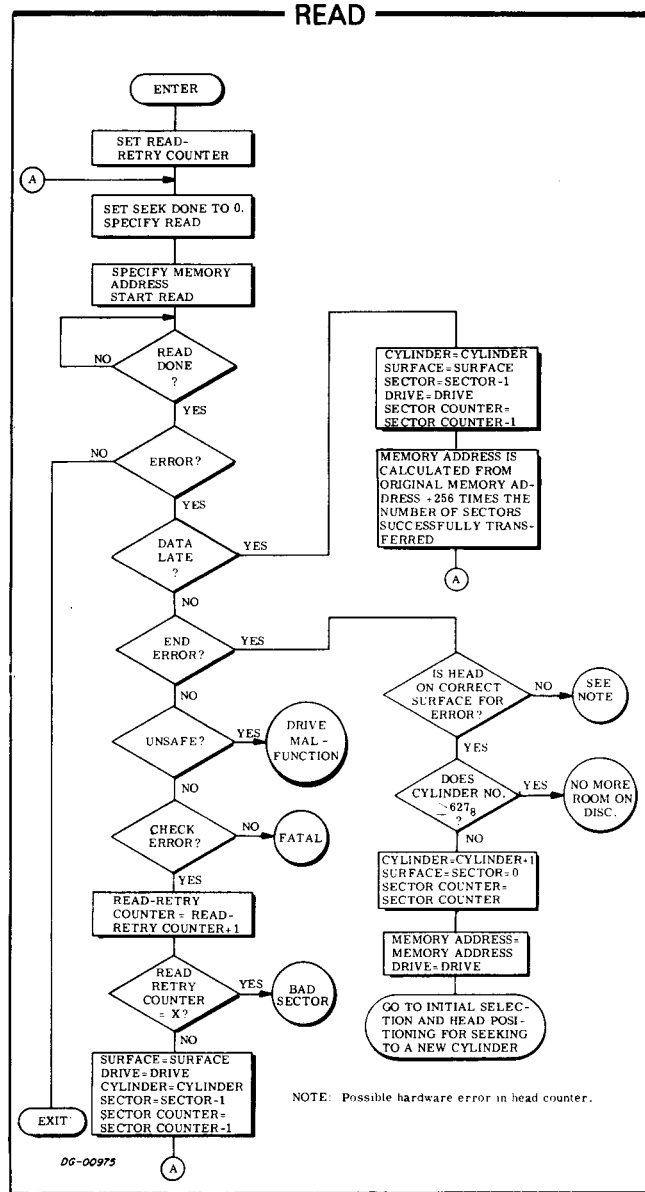 READ
ENTER
SET READ-
RETRY COUNTER
A
SET SEEK DONE TO 0.
SPECIFY READ
SPECIFY MEMORY
ADDRESS
START READ
READ
DONE
?
NO
YES
ERROR?
NO
YES
DATA
LATE
?
YES
NO
CYLINDER=CYLINDER
SURFACE=SURFACE
SECTOR=SECTOR-1
DRIVE=DRIVE
SECTOR COUNTER=
SECTOR COUNTER-1
MEMORY ADDRESS IS
CALCULATED FROM
ORIGINAL MEMORY AD-
DRESS +256 TIMES THE
NUMBER OF SECTORS
SUCCESSFULLY TRANS-
FERRED
A
END
ERROR?
YES
NO
UNSAFE?
YES
DRIVE
MAL-
FUNCTION
NO
CHECK
ERROR?
NO
FATAL
YES
READ-RETRY
COUNTER = READ-
RETRY COUNTER+1
READ
RETRY
COUNTER
= X?
YES
BAD
SECTOR
NO
SURFACE=SURFACE
DRIVE=DRIVE
CYLINDER=CYLINDER
SECTOR=SECTOR-1
SECTOR COUNTER=
SECTOR COUNTER-1
A
EXIT
IS HEAD
ON CORRECT
SURFACE FOR
ERROR?
NO
SEE
NOTE
YES
DOES
CYLINDER NO.
>627₈
?
YES
NO MORE
ROOM ON
DISC.
NO
CYLINDER=CYLINDER+1
SURFACE=SECTOR=0
SECTOR COUNTER=
SECTOR COUNTER
MEMORY ADDRESS=
MEMORY ADDRESS
DRIVE=DRIVE
GO TO INITIAL SELEC-
TION AND HEAD POSI-
TIONING FOR SEEKING
TO A NEW CYLINDER
NOTE: Possible hardware error in head counter.
DG-00975